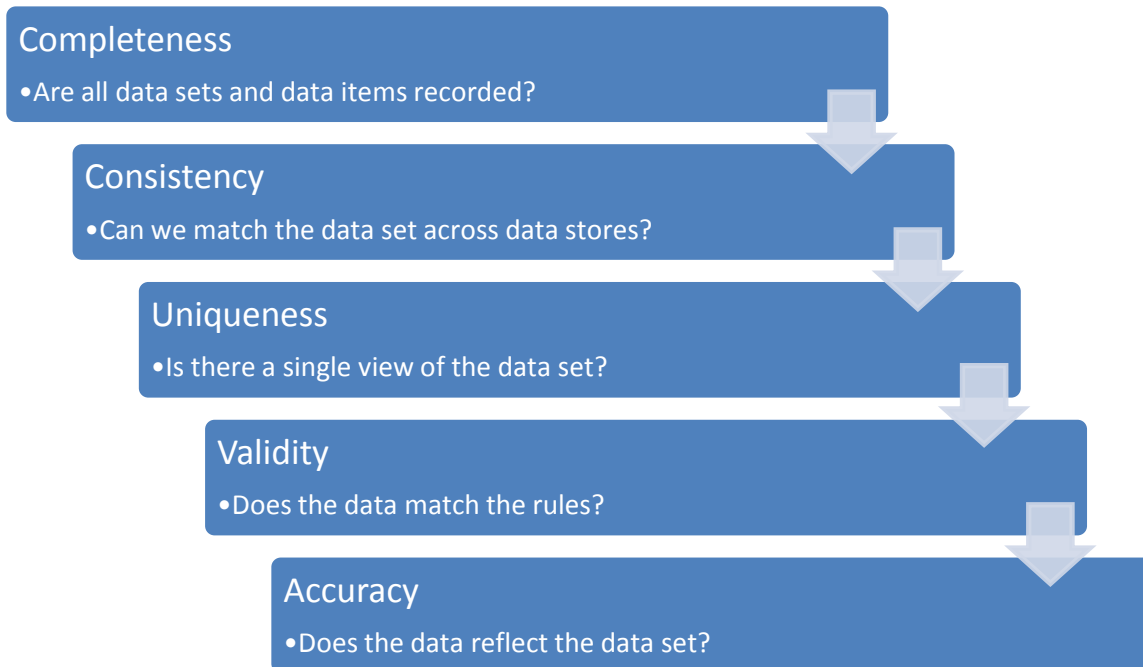 Completeness
•Are all data sets and data items recorded?
Consistency
•Can we match the data set across data stores?
Uniqueness
•Is there a single view of the data set?
Validity
•Does the data match the rules?
Accuracy
•Does the data reflect the data set?